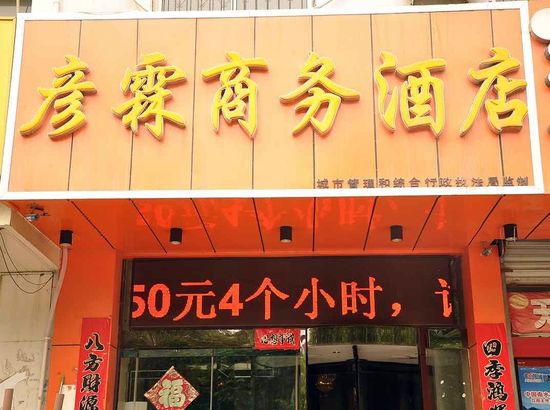 彦霖商务酒店
城市管理和综合行政执法局监制
50元4个小时，
八方财源
福
四季鸿